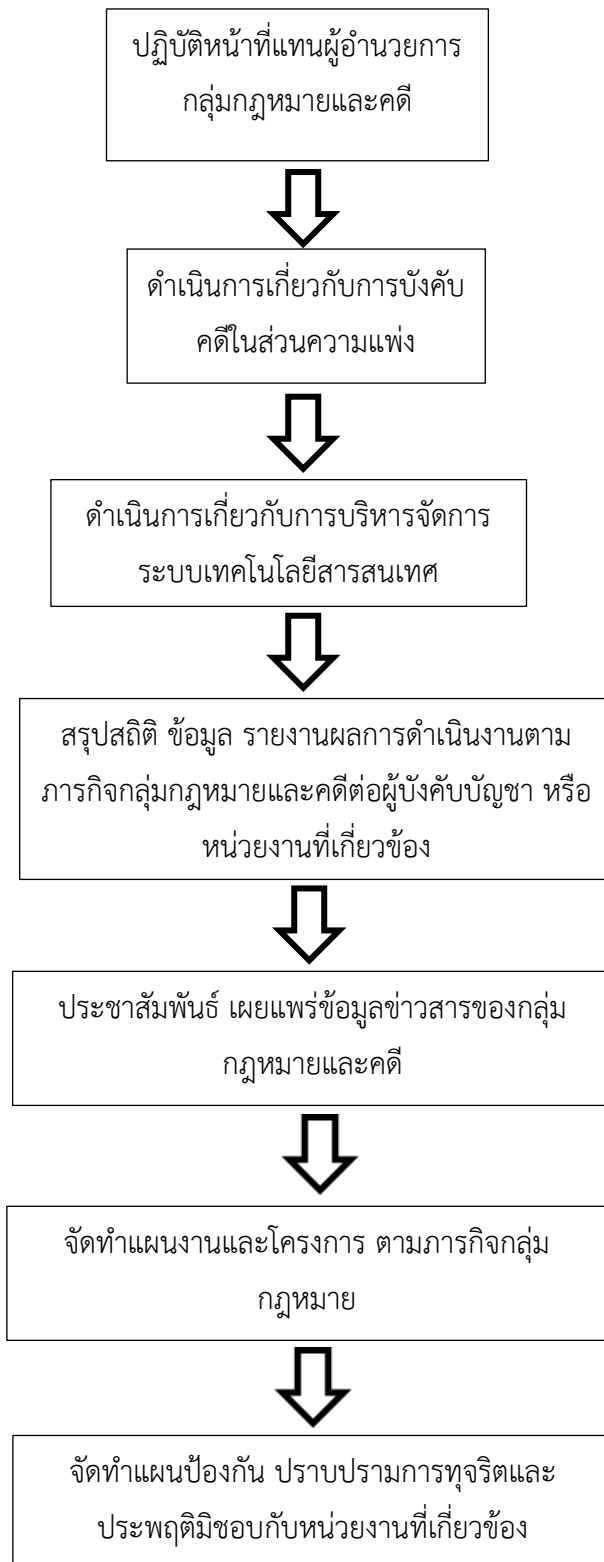 ปฏิบัติหน้าที่แทนผู้อำนวยการ
กลุ่มกฎหมายและคดี
ดำเนินการเกี่ยวกับการบังคับ
คดีในส่วนความแพ่ง
ดำเนินการเกี่ยวกับการบริหารจัดการ
ระบบเทคโนโลยีสารสนเทศ
สรุปสถิติ ข้อมูล รายงานผลการดำเนินงานตาม
ภารกิจกลุ่มกฎหมายและคดีต่อผู้บังคับบัญชา หรือ
หน่วยงานที่เกี่ยวข้อง
ประชาสัมพันธ์ เผยแพร่ข้อมูลข่าวสารของกลุ่ม
กฎหมายและคดี
จัดทำแผนงานและโครงการ ตามภารกิจกลุ่ม
กฎหมาย
จัดทำแผนป้องกัน ปราบปรามการทุจริตและ
ประพฤติมิชอบกับหน่วยงานที่เกี่ยวข้อง